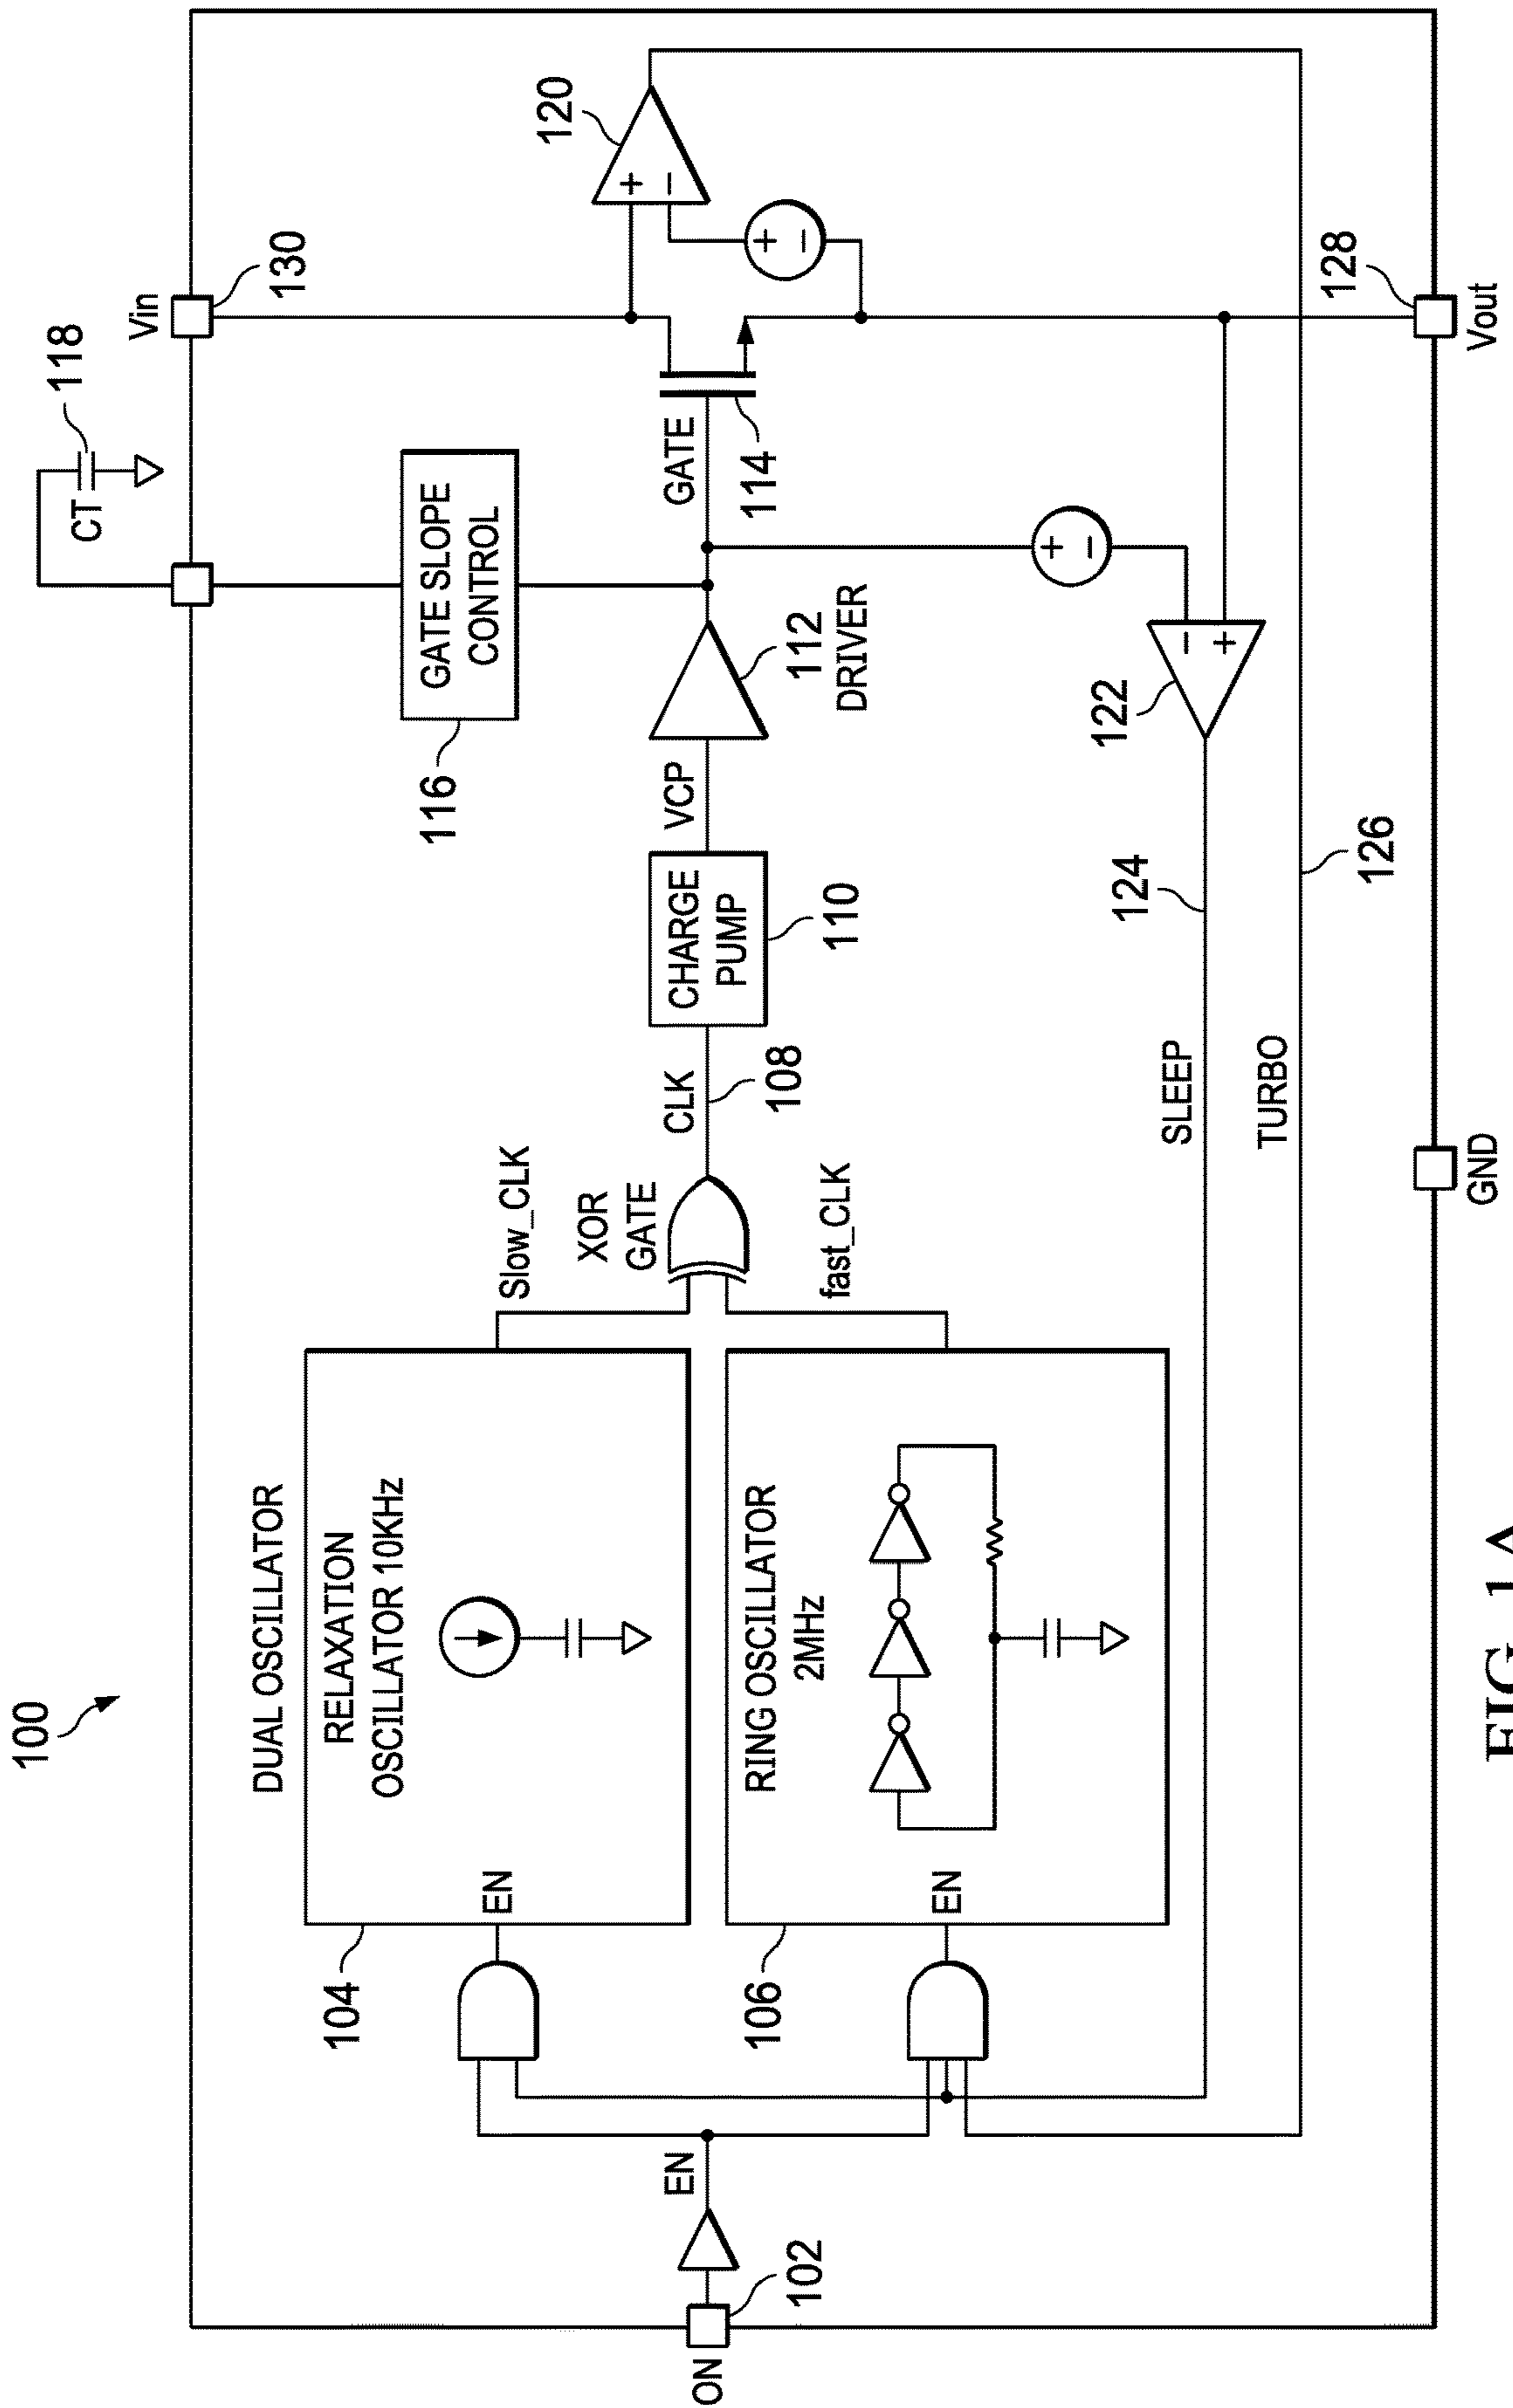 100
ON
102
EN
DUAL OSCILLATOR
104
EN
RELAXATION
OSCILLATOR 10KHz
106
EN
RING OSCILLATOR
2MHz
Slow_CLK
XOR
GATE
fast_CLK
CLK
108
CHARGE
PUMP
110
VCP
112
DRIVER
116
GATE SLOPE
CONTROL
CT
118
Vin
130
GATE
114
120
+
−
+
−
+
−
−
+
122
124
SLEEP
TURBO
126
GND
128
Vout
FIG. 1A